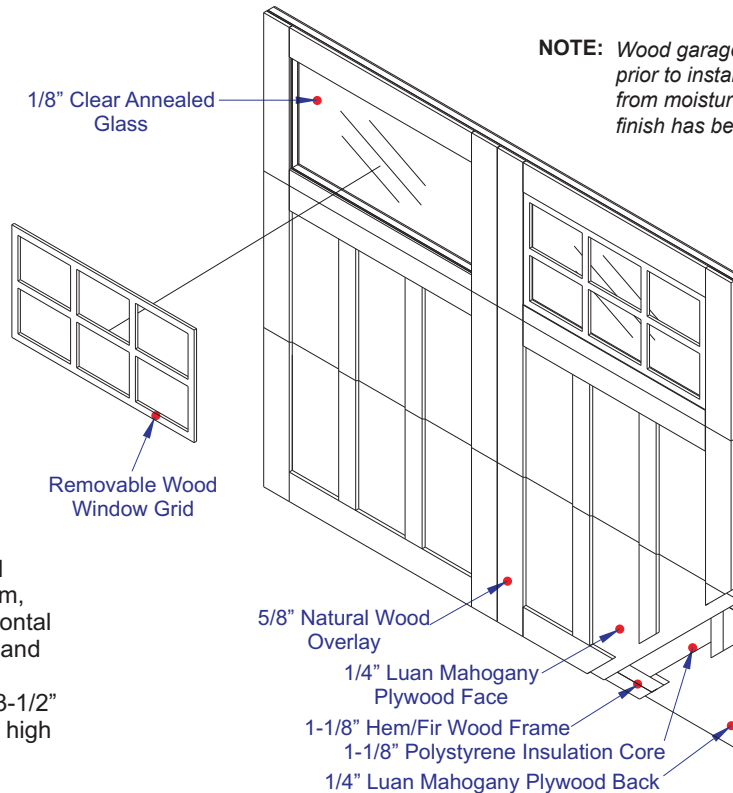 NOTE: Wood garage
prior to instal
from moistur
finish has be
1/8” Clear Annealed
Glass
Removable Wood
Window Grid
m,
ontal
and
3-1/2”
high
5/8” Natural Wood
Overlay
1/4” Luan Mahogany
Plywood Face
1-1/8” Hem/Fir Wood Frame
1-1/8” Polystyrene Insulation Core
1/4” Luan Mahogany Plywood Back